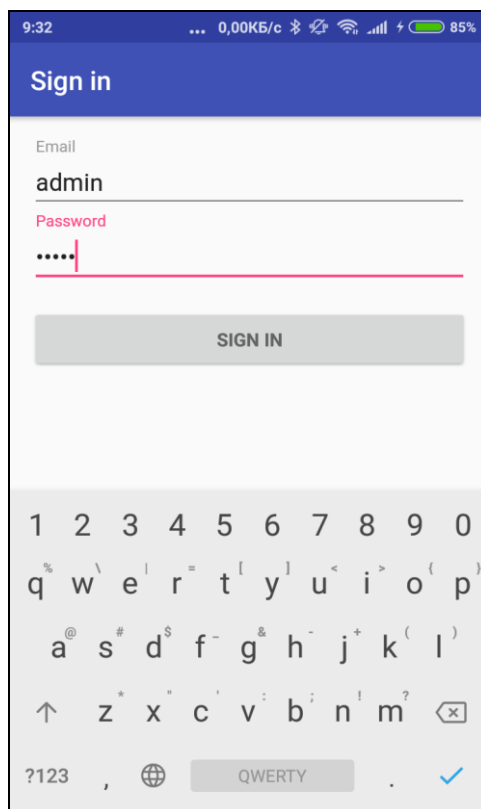 9:32 ... 0,00КБ/с 85%
Sign in
Email
admin
Password
•••••
SIGN IN
1 2 3 4 5 6 7 8 9 0
% \ | = [ ] < > { }
q w e r t y u i o p
@ # $ _ & - + ( )
a s d f g h j k l
* " ' : ; ! ?
z x c v b n m
?123 , QWERTY .